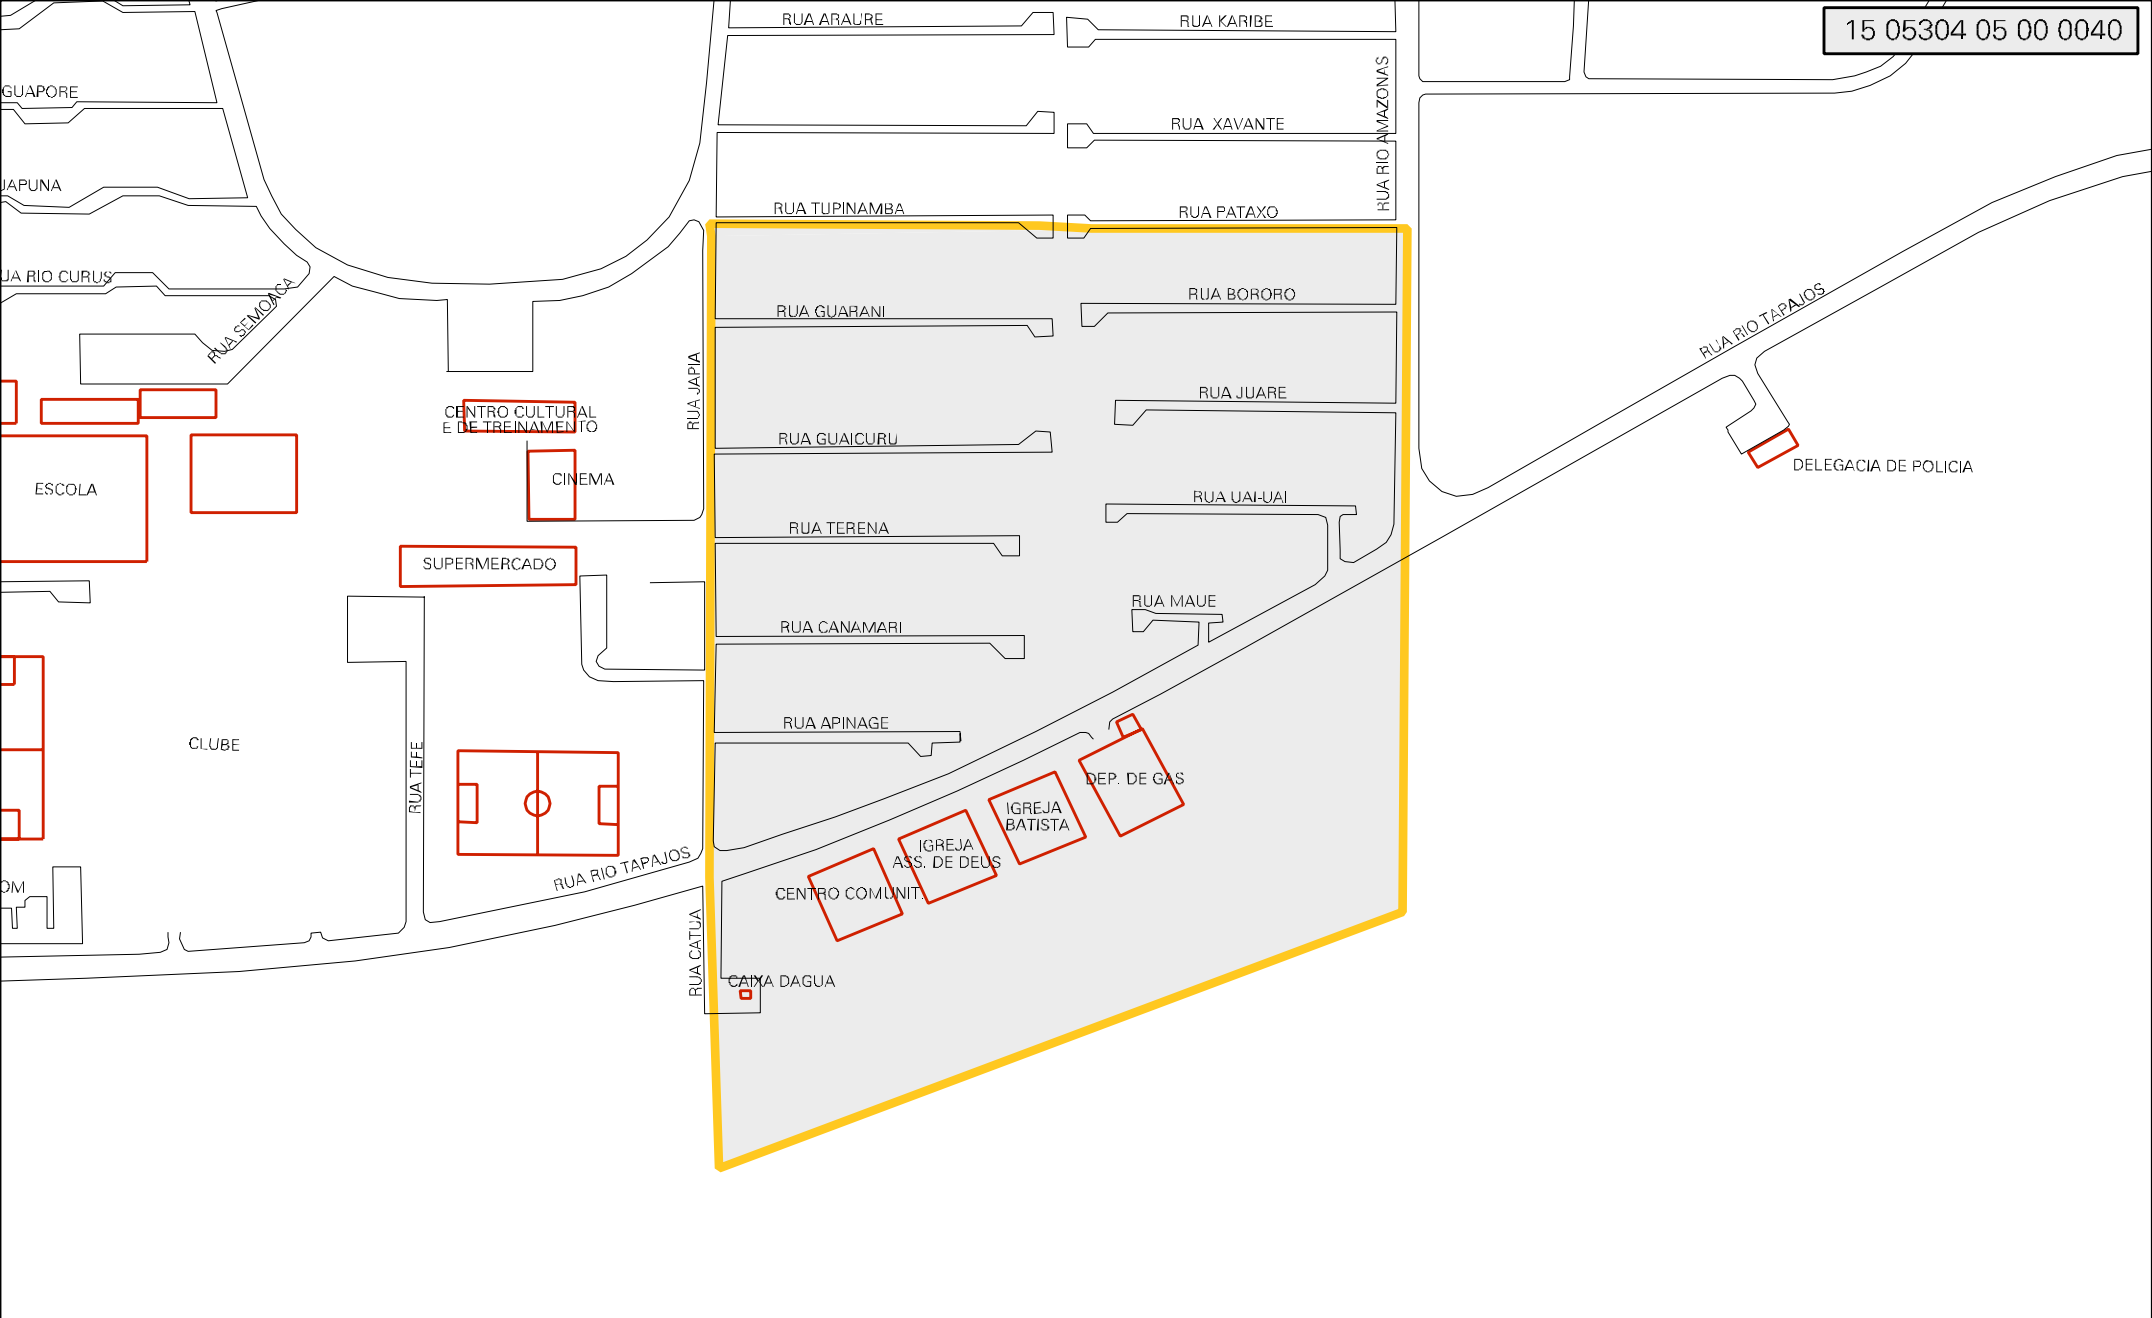 15 05304 05 00 0040
RUA ARAURE
RUA KARIBE
GUAPORE
RUA RIO AMAZONAS
RUA XAVANTE
UAPUNA
RUA TUPINAMBA
RUA PATAXO
UA RIO CURUS
RUA SEMOACA
RUA BORORO
RUA GUARANI
RUA RIO TAPAJOS
RUA JAPIA
RUA JUARE
CENTRO CULTURAL
E DE TREINAMENTO
RUA GUAICURU
DELEGACIA DE POLICIA
CINEMA
ESCOLA
RUA UAI-UAI
RUA TERENA
SUPERMERCADO
RUA MAUE
RUA CANAMARI
RUA APINAGE
CLUBE
RUA TEFE
DEP. DE GAS
IGREJA
BATISTA
IGREJA
ASS. DE DEUS
RUA RIO TAPAJOS
CENTRO COMUNIT.
OM
RUA CATUA
CAIXA DAGUA